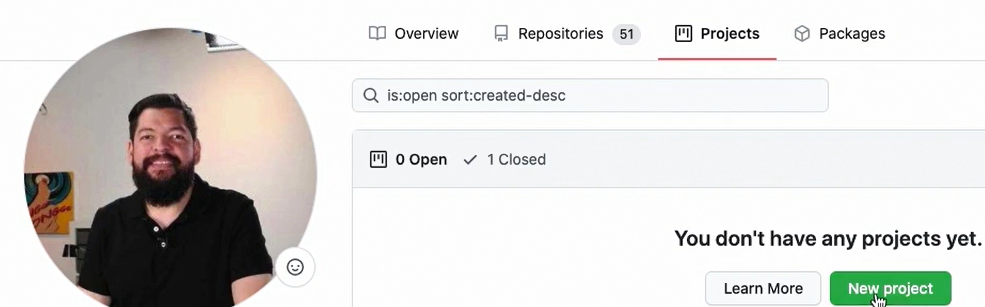 Overview Repositories 51 Projects Packages
is:open sort:created-desc
0 Open 1 Closed
You don't have any projects yet.
Learn More New project